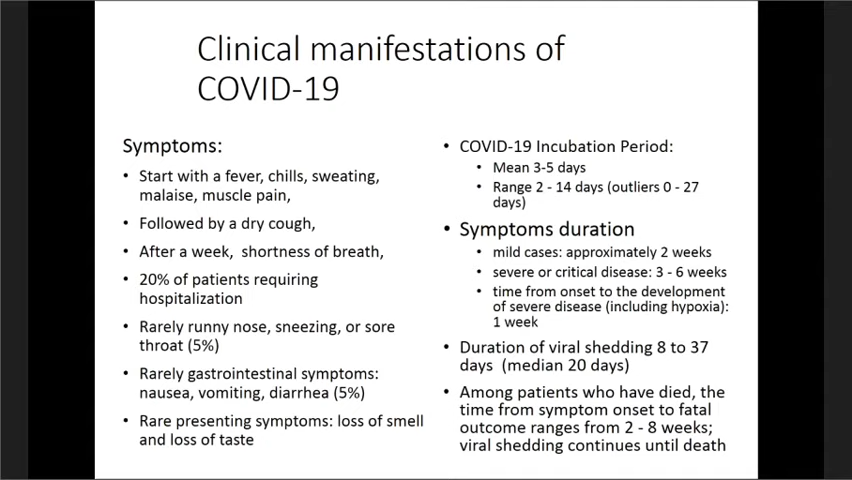 Clinical manifestations of
COVID-19
Symptoms:
• Start with a fever, chills, sweating,
malaise, muscle pain,
• Followed by a dry cough,
• After a week, shortness of breath,
• 20% of patients requiring
hospitalization
• Rarely runny nose, sneezing, or sore
throat (5%)
• Rarely gastrointestinal symptoms:
nausea, vomiting, diarrhea (5%)
• Rare presenting symptoms: loss of smell
and loss of taste
• COVID-19 Incubation Period:
• Mean 3-5 days
• Range 2 - 14 days (outliers 0 - 27
days)
• Symptoms duration
• mild cases: approximately 2 weeks
• severe or critical disease: 3 - 6 weeks
• time from onset to the development
of severe disease (including hypoxia):
1 week
• Duration of viral shedding 8 to 37
days (median 20 days)
• Among patients who have died, the
time from symptom onset to fatal
outcome ranges from 2 - 8 weeks;
viral shedding continues until death